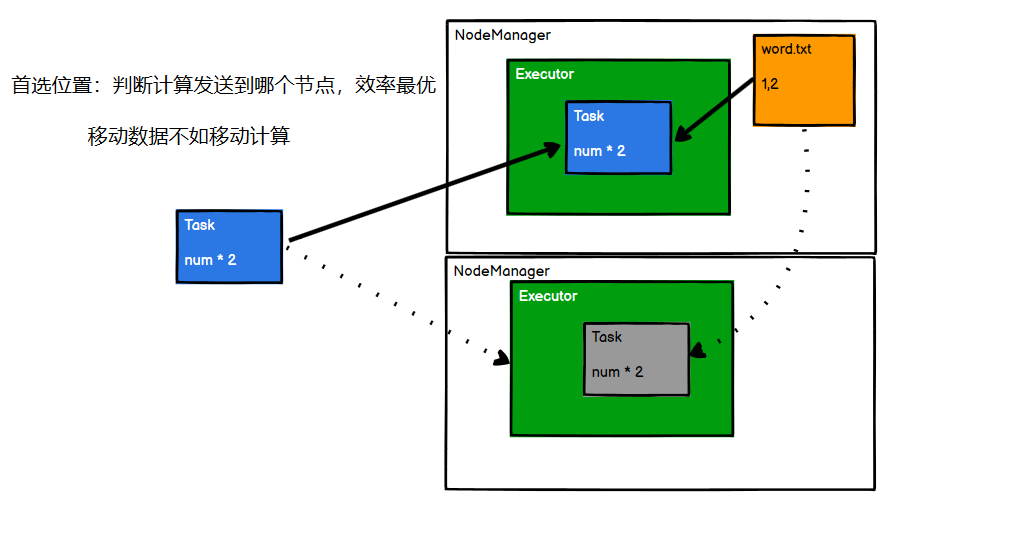 首选位置：判断计算发送到哪个节点，效率最优
移动数据不如移动计算
Task
num * 2
NodeManager
Executor
Task
num * 2
word.txt
1,2
NodeManager
Executor
Task
num * 2